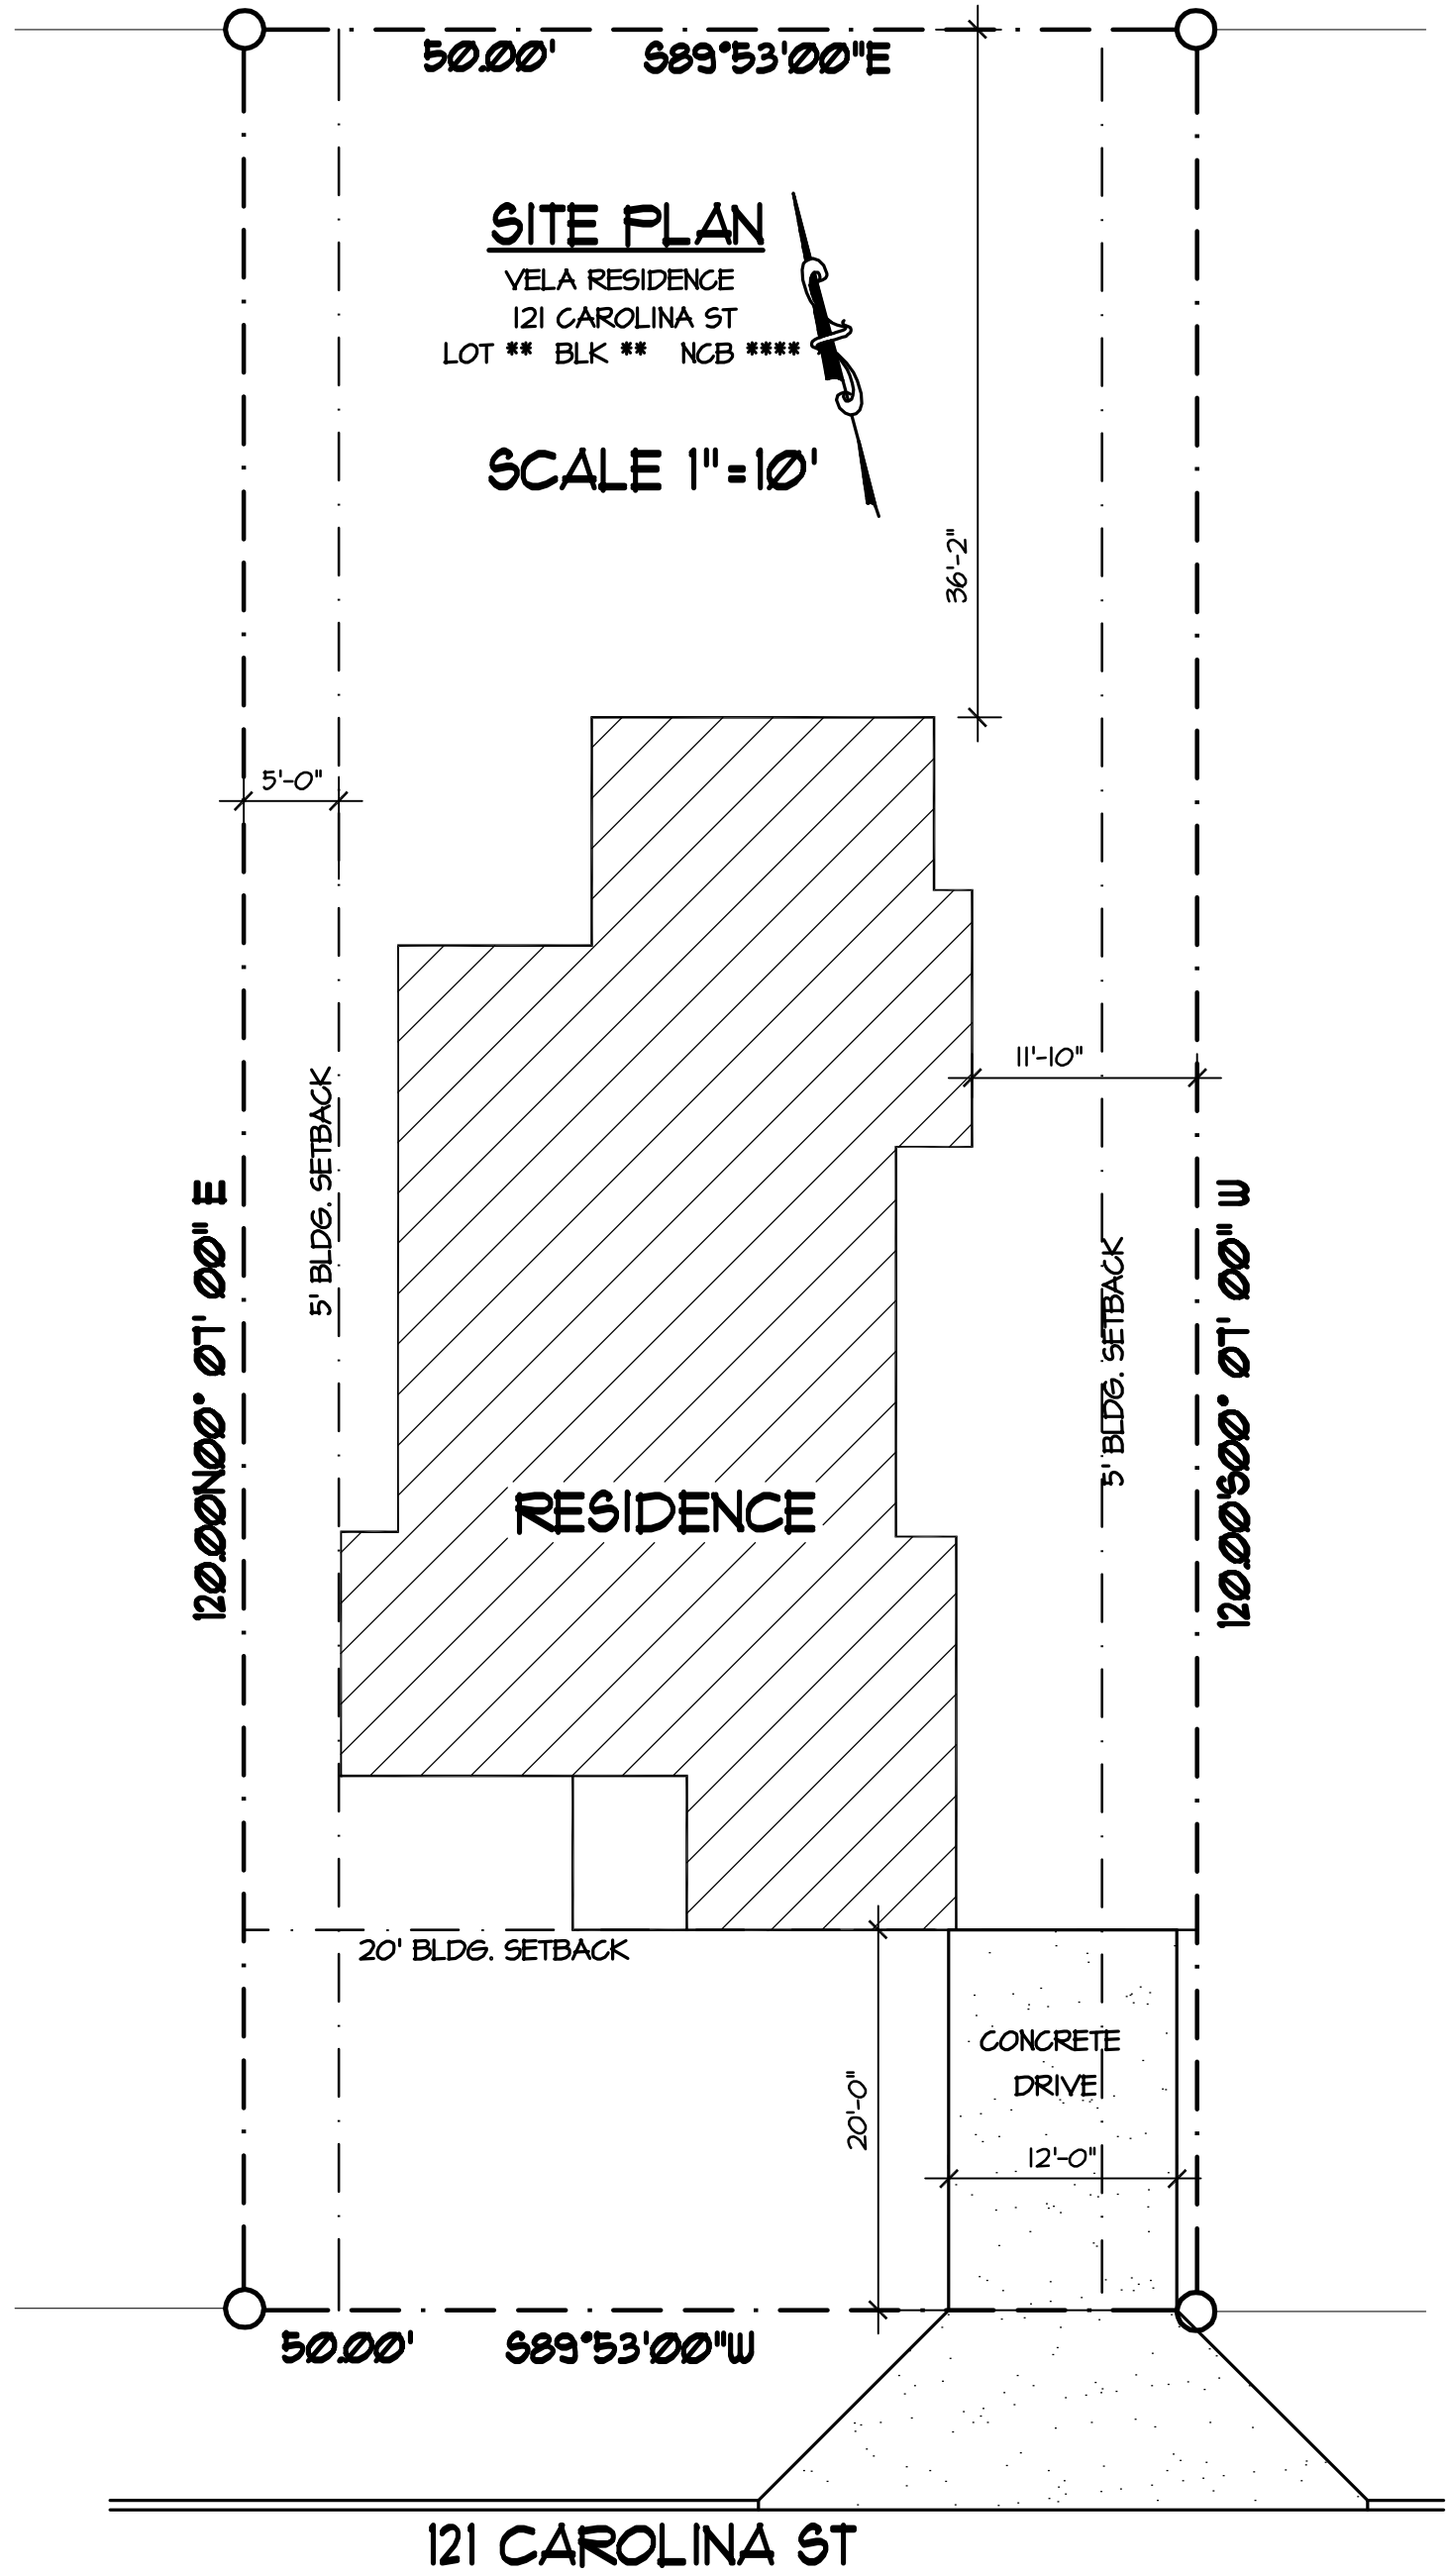 50.00' S89°53'00"E
SITE PLAN
VELA RESIDENCE
121 CAROLINA ST
LOT ** BLK ** NCB ****
SCALE 1"=10'
36'-2"
5'-0"
11'-10"
5' BLDG. SETBACK
120.00N00° 07' 00" E
5' BLDG. SETBACK
120.00'S00° 07' 00" W
RESIDENCE
20' BLDG. SETBACK
CONCRETE
DRIVE
20'-0"
12'-0"
50.00' S89°53'00"W
121 CAROLINA ST